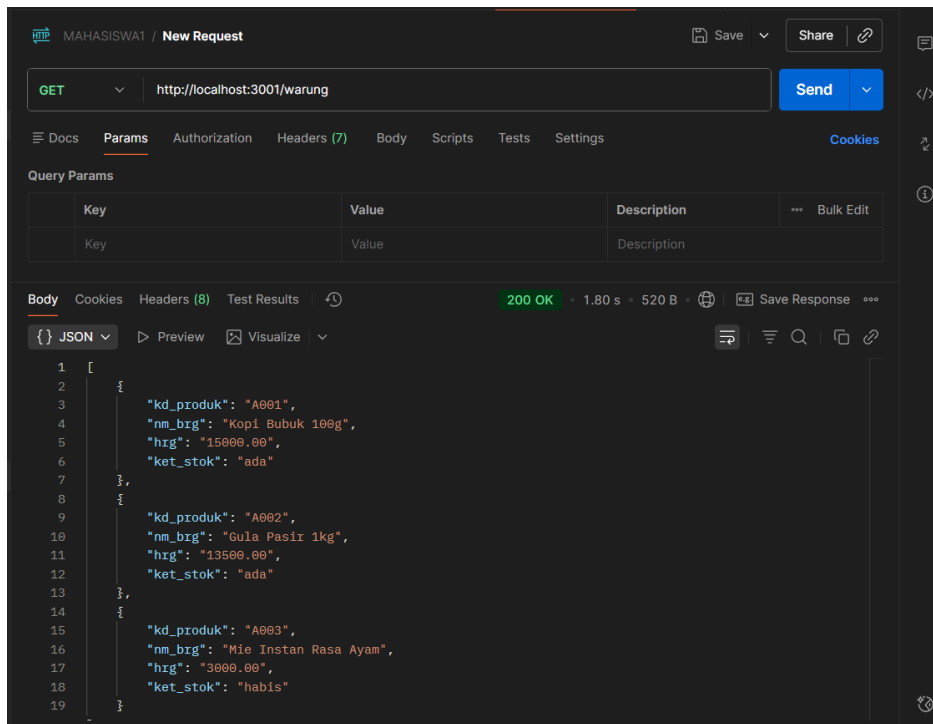 HTTP MAHASISWA1 / New Request Save Share
GET http://localhost:3001/warung Send
Docs Params Authorization Headers (7) Body Scripts Tests Settings Cookies
Query Params
Key Value Description Bulk Edit
Key Value Description
Body Cookies Headers (8) Test Results 200 OK 1.80 s 520 B e.g. Save Response
{} JSON Preview Visualize
1 [
2 {
3 "kd_produk": "A001",
4 "nm_brg": "Kopi Bubuk 100g",
5 "hrg": "15000.00",
6 "ket_stok": "ada"
7 },
8 {
9 "kd_produk": "A002",
10 "nm_brg": "Gula Pasir 1kg",
11 "hrg": "13500.00",
12 "ket_stok": "ada"
13 },
14 {
15 "kd_produk": "A003",
16 "nm_brg": "Mie Instan Rasa Ayam",
17 "hrg": "3000.00",
18 "ket_stok": "habis"
19 }